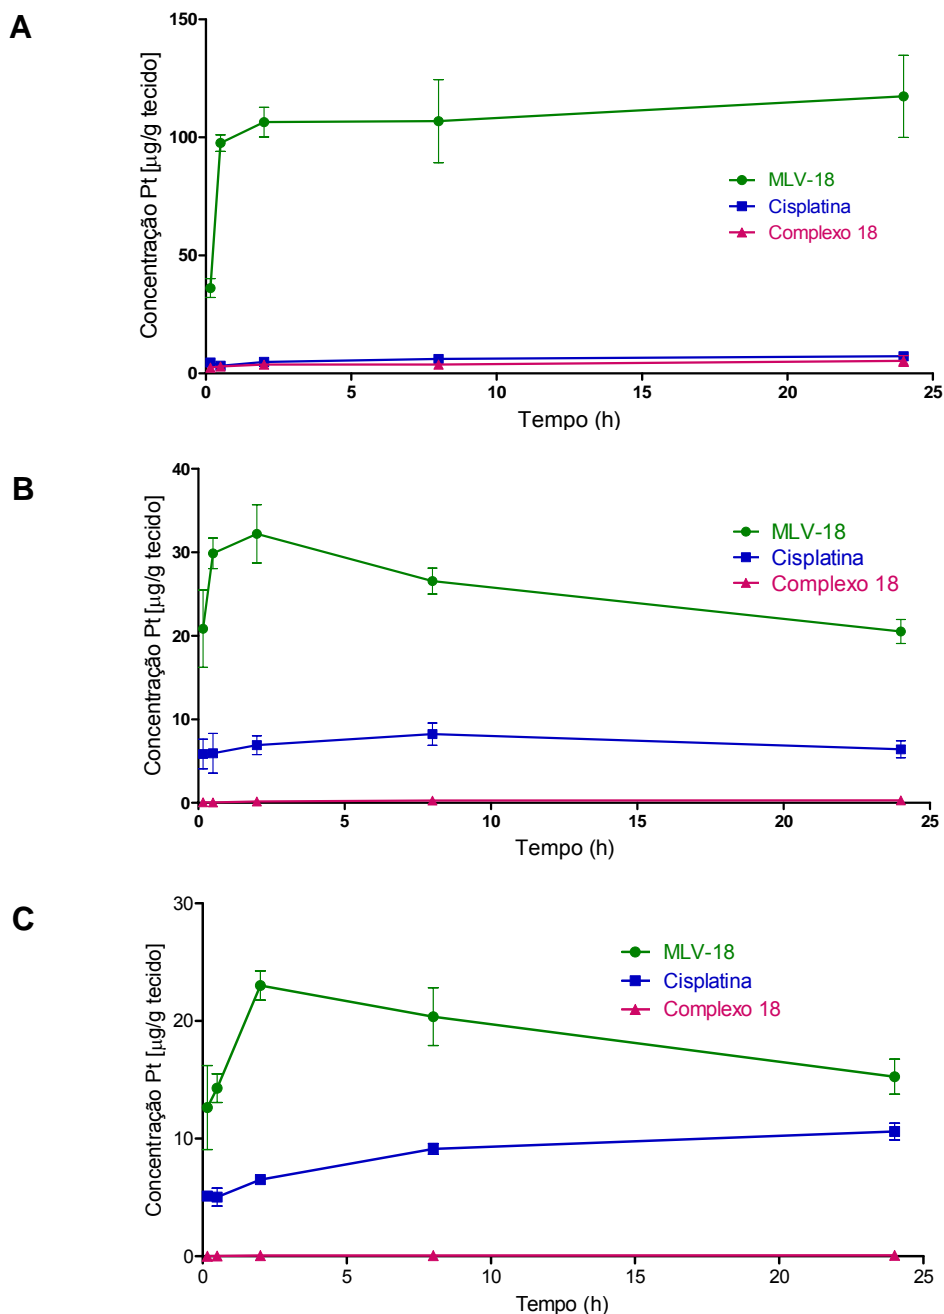 A
Concentração Pt [µg/g tecido]
150
100
50
0
0 5 10 15 20 25
Tempo (h)
MLV-18
Cisplatina
Complexo 18
B
Concentração Pt [µg/g tecido]
40
30
20
10
0
0 5 10 15 20 25
Tempo (h)
MLV-18
Cisplatina
Complexo 18
C
Concentração Pt [µg/g tecido]
30
20
10
0
0 5 10 15 20 25
Tempo (h)
MLV-18
Cisplatina
Complexo 18